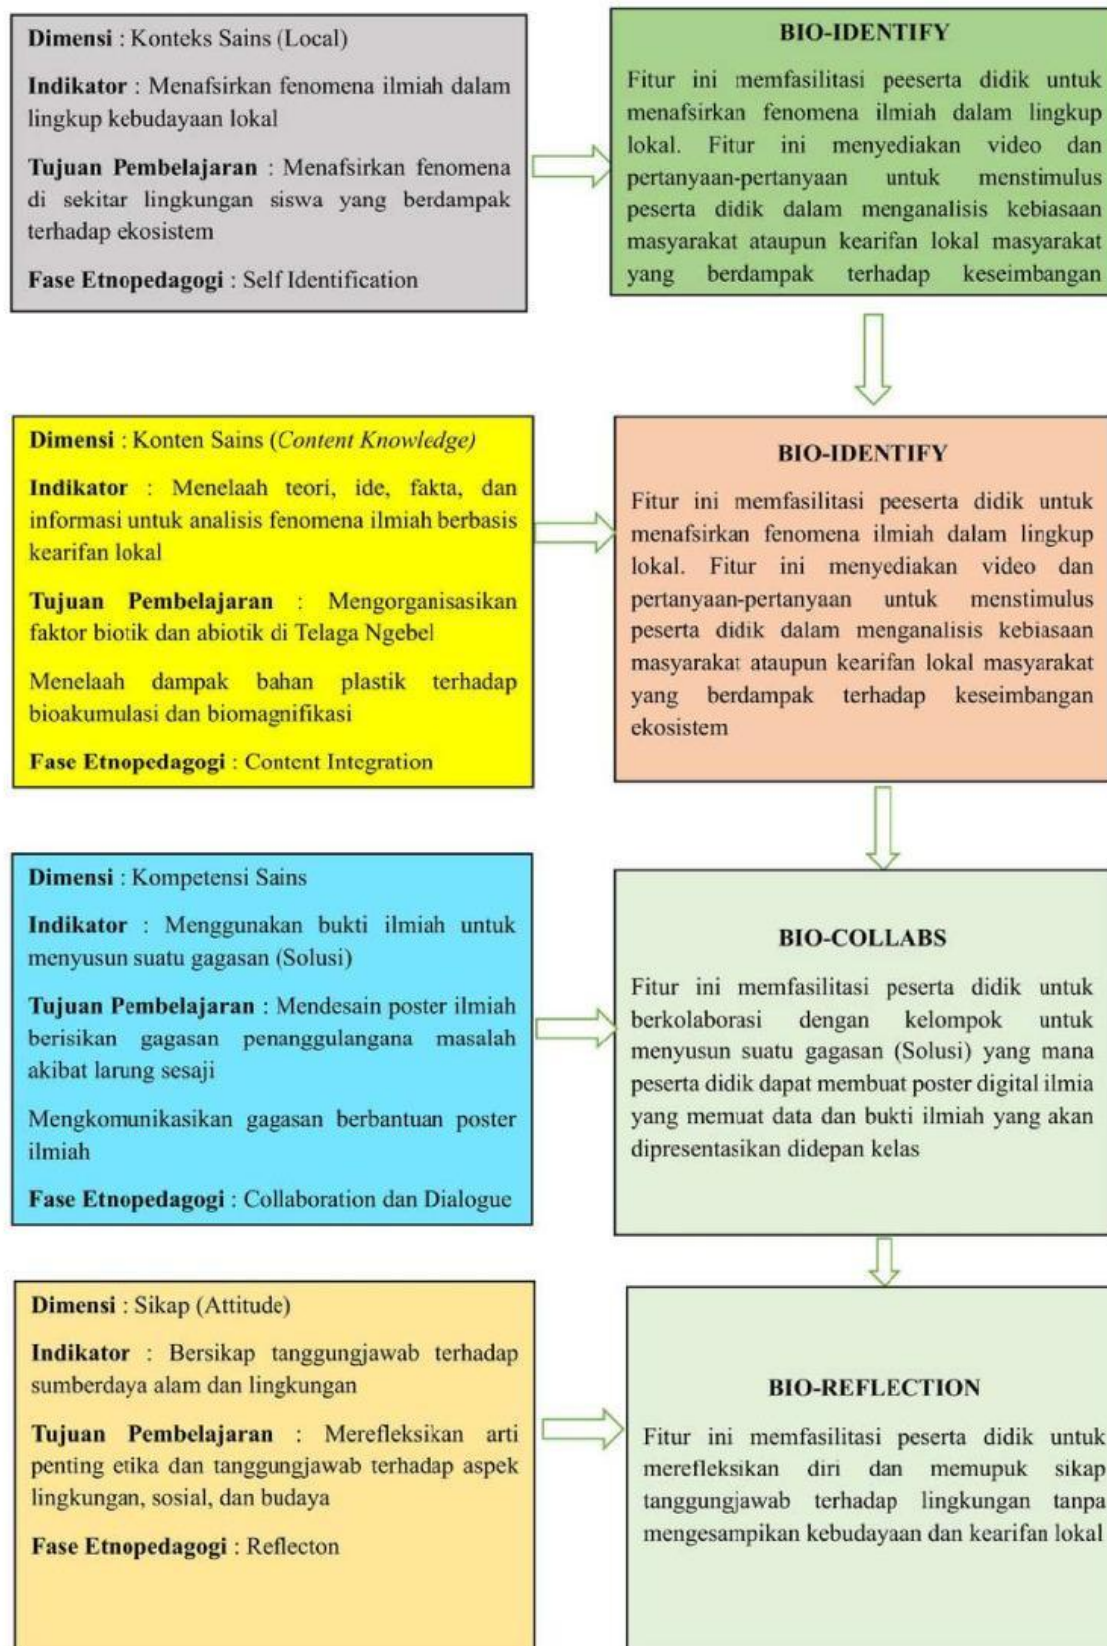 Dimensi : Konteks Sains (Local)
Indikator : Menafsirkan fenomena ilmiah dalam
lingkup kebudayaan lokal
Tujuan Pembelajaran : Menafsirkan fenomena
di sekitar lingkungan siswa yang berdampak
terhadap ekosistem
Fase Etnopedagogi : Self Identification
BIO-IDENTIFY
Fitur ini memfasilitasi peeserta didik untuk
menafsirkan fenomena ilmiah dalam lingkup
lokal. Fitur ini menyediakan video dan
pertanyaan-pertanyaan untuk menstimulus
peserta didik dalam menganalisis kebiasaan
masyarakat ataupun kearifan lokal masyarakat
yang berdampak terhadap keseimbangan
Dimensi : Konten Sains (Content Knowledge)
Indikator : Menelaah teori, ide, fakta, dan
informasi untuk analisis fenomena ilmiah berbasis
kearifan lokal
Tujuan Pembelajaran : Mengorganisasikan
faktor biotik dan abiotik di Telaga Ngebel
Menelaah dampak bahan plastik terhadap
bioakumulasi dan biomagnifikasi
Fase Etnopedagogi : Content Integration
BIO-IDENTIFY
Fitur ini memfasilitasi peeserta didik untuk
menafsirkan fenomena ilmiah dalam lingkup
lokal. Fitur ini menyediakan video dan
pertanyaan-pertanyaan untuk menstimulus
peserta didik dalam menganalisis kebiasaan
masyarakat ataupun kearifan lokal masyarakat
yang berdampak terhadap keseimbangan
ekosistem
Dimensi : Kompetensi Sains
Indikator : Menggunakan bukti ilmiah untuk
menyusun suatu gagasan (Solusi)
Tujuan Pembelajaran : Mendesain poster ilmiah
berisikan gagasan penanggulangana masalah
akibat larung sesaji
Mengkomunikasikan gagasan berbantuan poster
ilmiah
Fase Etnopedagogi : Collaboration dan Dialogue
BIO-COLLABS
Fitur ini memfasilitasi peserta didik untuk
berkolaborasi dengan kelompok untuk
menyusun suatu gagasan (Solusi) yang mana
peserta didik dapat membuat poster digital ilmia
yang memuat data dan bukti ilmiah yang akan
dipresentasikan didepan kelas
Dimensi : Sikap (Attitude)
Indikator : Bersikap tanggungjawab terhadap
sumberdaya alam dan lingkungan
Tujuan Pembelajaran : Merefleksikan arti
penting etika dan tanggungjawab terhadap aspek
lingkungan, sosial, dan budaya
Fase Etnopedagogi : Reflecton
BIO-REFLECTION
Fitur ini memfasilitasi peserta didik untuk
merefleksikan diri dan memupuk sikap
tanggungjawab terhadap lingkungan tanpa
mengesampikan kebudayaan dan kearifan lokal